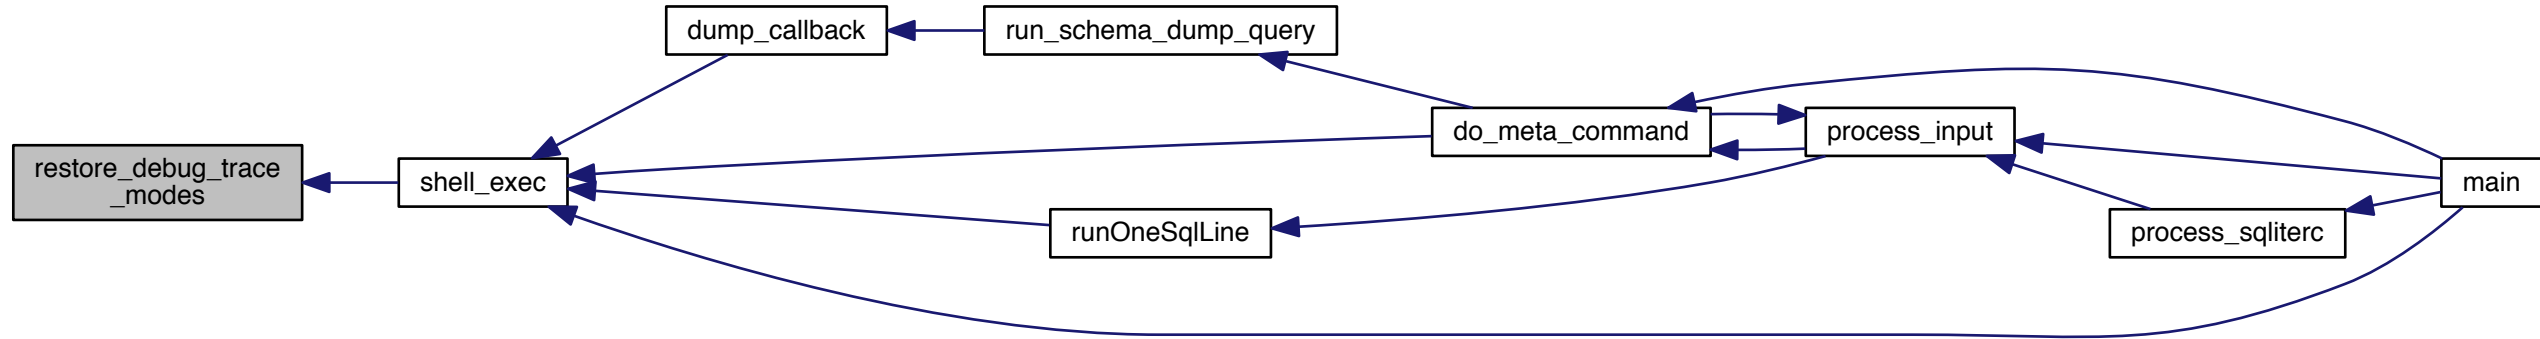 dump_callback
run_schema_dump_query
do_meta_command
process_input
restore_debug_trace
_modes
shell_exec
main
runOneSqlLine
process_sqliterc